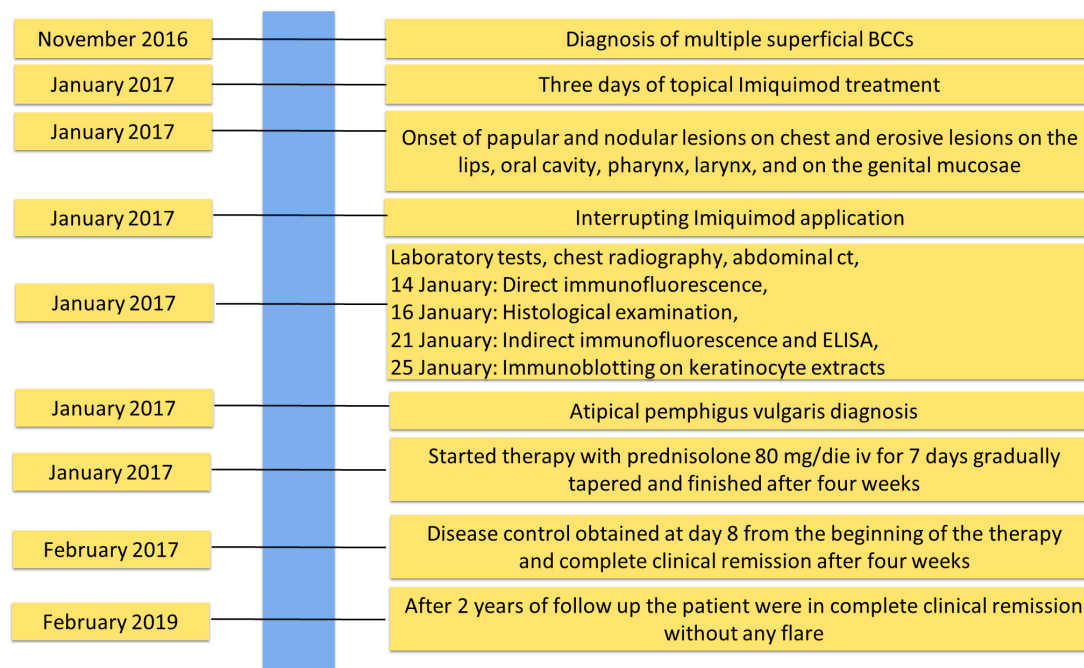 November 2016
Diagnosis of multiple superficial BCCs
January 2017
Three days of topical Imiquimod treatment
January 2017
Onset of papular and nodular lesions on chest and erosive lesions on the
lips, oral cavity, pharynx, larynx, and on the genital mucosae
January 2017
Interrupting Imiquimod application
January 2017
Laboratory tests, chest radiography, abdominal ct,
14 January: Direct immunofluorescence,
16 January: Histological examination,
21 January: Indirect immunofluorescence and ELISA,
25 January: Immunoblotting on keratinocyte extracts
January 2017
Atipical pemphigus vulgaris diagnosis
January 2017
Started therapy with prednisolone 80 mg/die iv for 7 days gradually
tapered and finished after four weeks
February 2017
Disease control obtained at day 8 from the beginning of the therapy
and complete clinical remission after four weeks
February 2019
After 2 years of follow up the patient were in complete clinical remission
without any flare